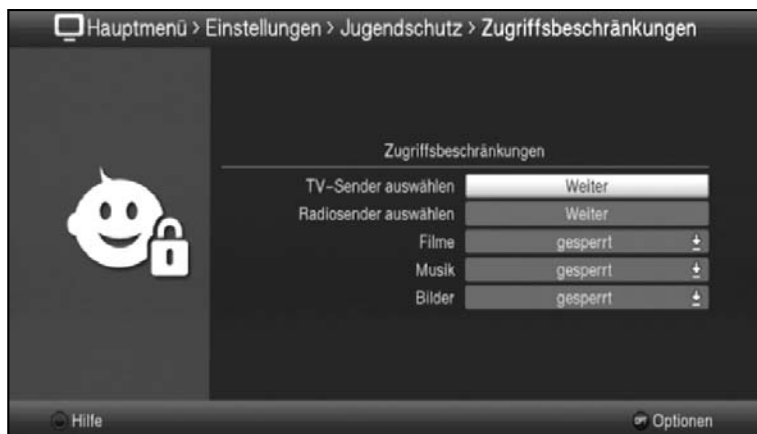 Hauptmenü > Einstellungen > Jugendschutz > Zugriffsbeschränkungen
Zugriffsbeschränkungen
TV-Sender auswählen Weiter
Radiosender auswählen Weiter
Filme gesperrt
Musik gesperrt
Bilder gesperrt
Hilfe OPT Optionen